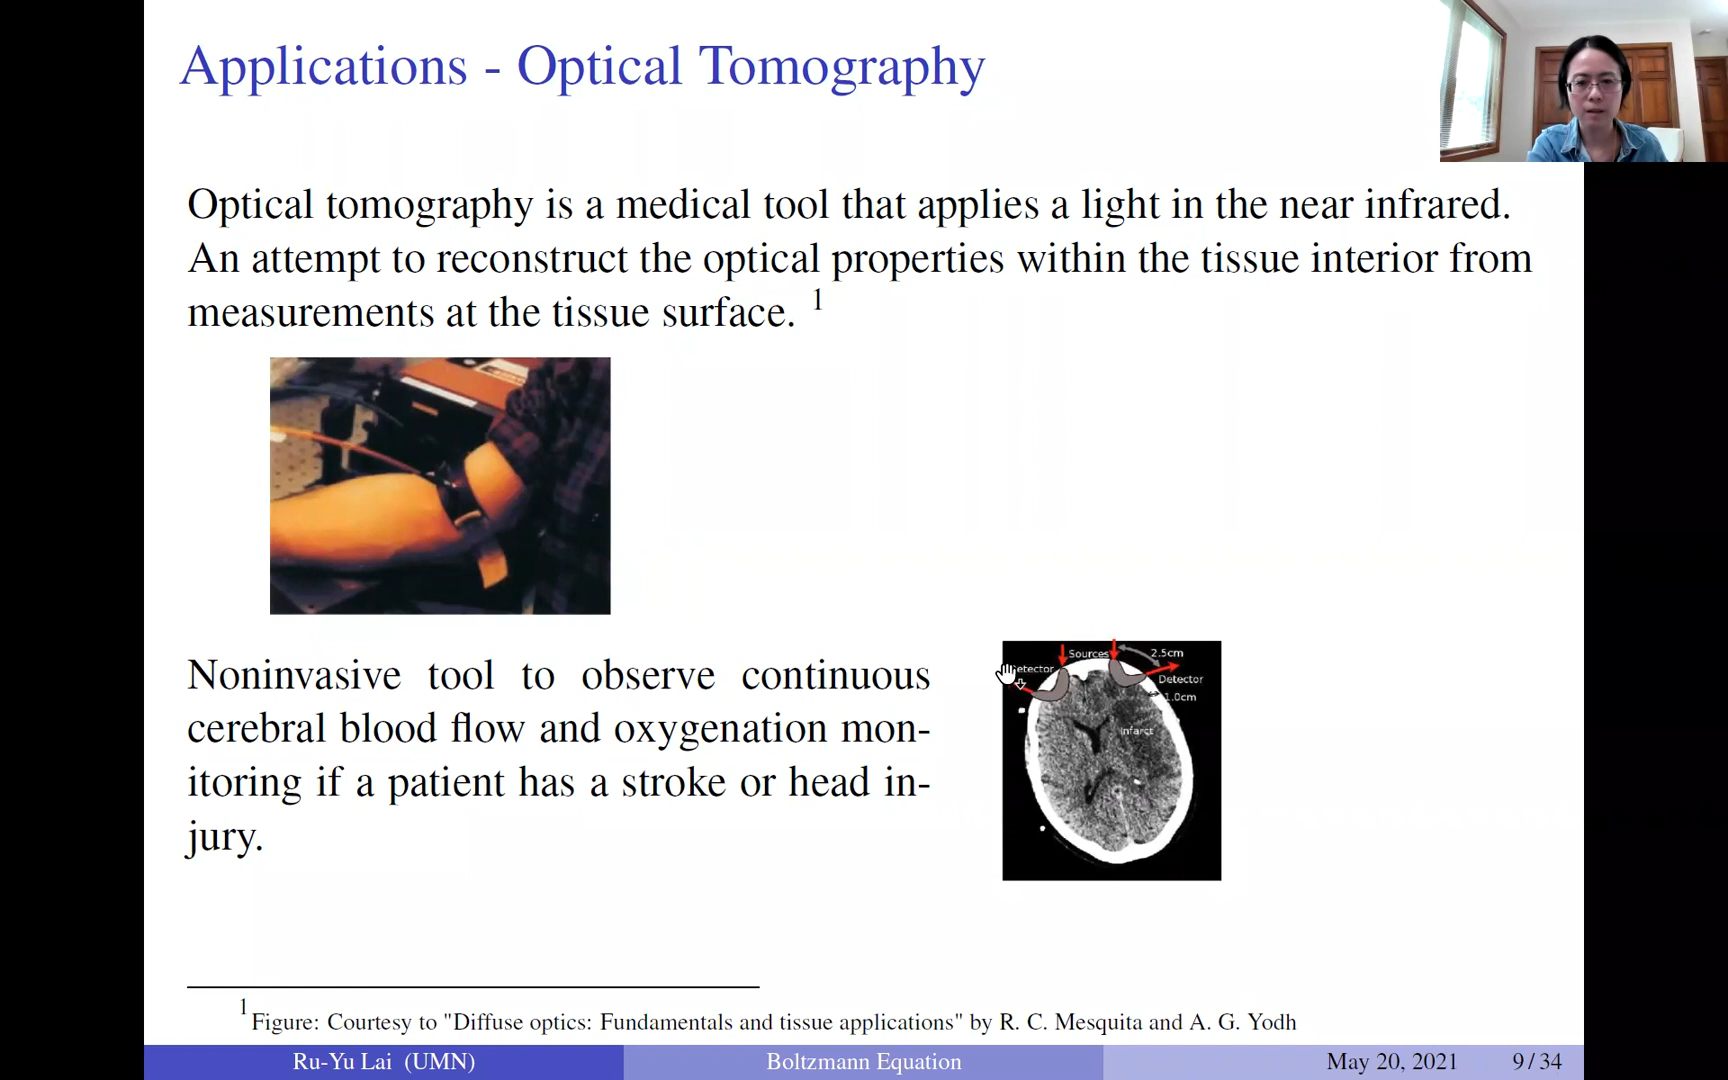 Applications - Optical Tomography
Optical tomography is a medical tool that applies a light in the near infrared.
An attempt to reconstruct the optical properties within the tissue interior from
measurements at the tissue surface. 1
Noninvasive tool to observe continuous
cerebral blood flow and oxygenation mon-
itoring if a patient has a stroke or head in-
jury.
Sources
2.5cm
Detector
Detector
1.0cm
Infarct
1 Figure: Courtesy to "Diffuse optics: Fundamentals and tissue applications" by R. C. Mesquita and A. G. Yodh
Ru-Yu Lai (UMN)
Boltzmann Equation
May 20, 2021
9 / 34